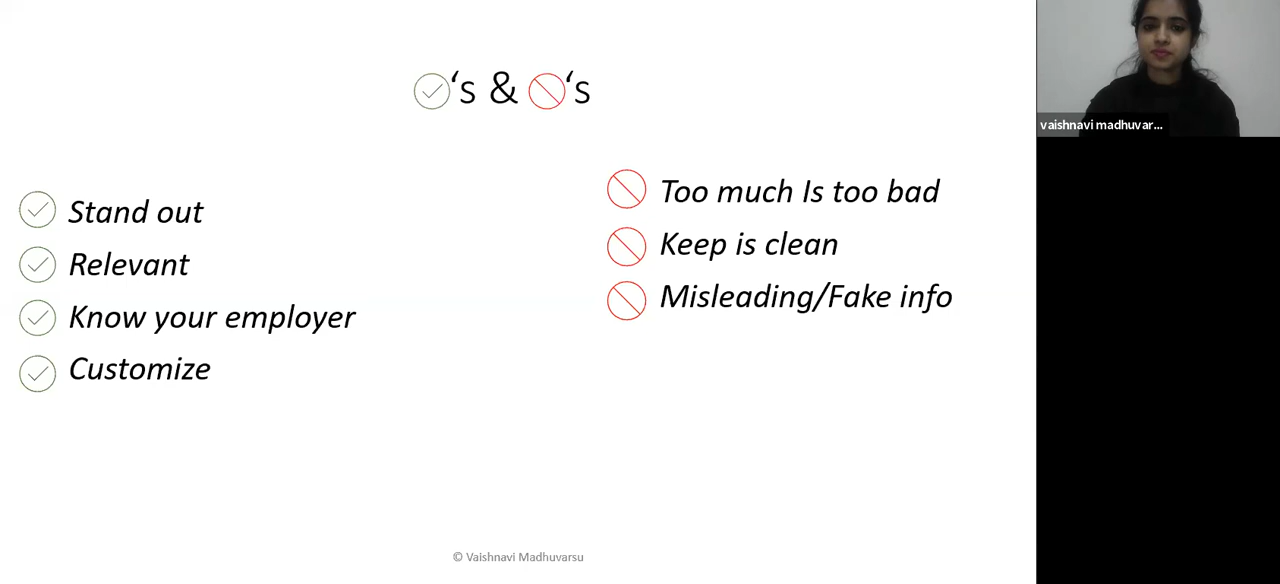 ‘s & ‘s
Stand out
Relevant
Know your employer
Customize
Too much Is too bad
Keep is clean
Misleading/Fake info
© Vaishnavi Madhuvarsu
vaishnavi madhuvar...